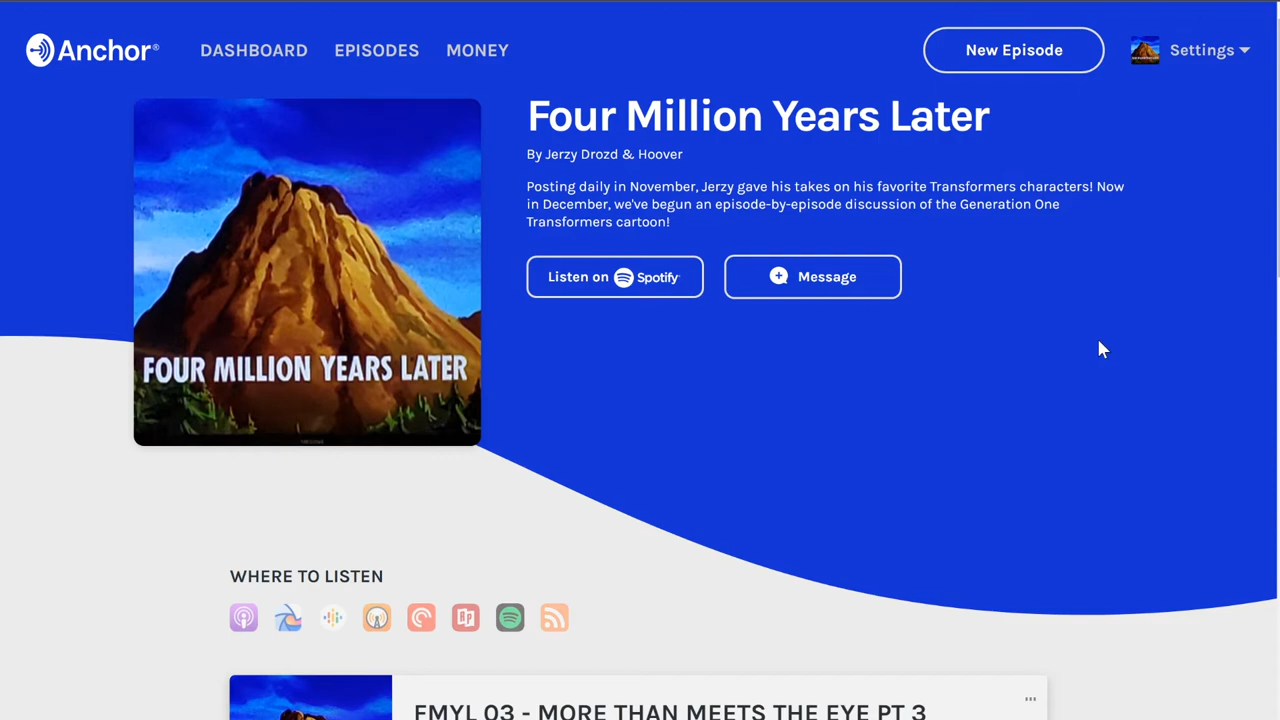 Anchor®
DASHBOARD
EPISODES
MONEY
New Episode
Settings
FOUR MILLION YEARS LATER
Four Million Years Later
By Jerzy Drozd & Hoover
Posting daily in November, Jerzy gave his takes on his favorite Transformers characters! Now
in December, we've begun an episode-by-episode discussion of the Generation One
Transformers cartoon!
Listen on Spotify
Message
WHERE TO LISTEN
FMYL 03 - MORE THAN MEETS THE EYE PT 3